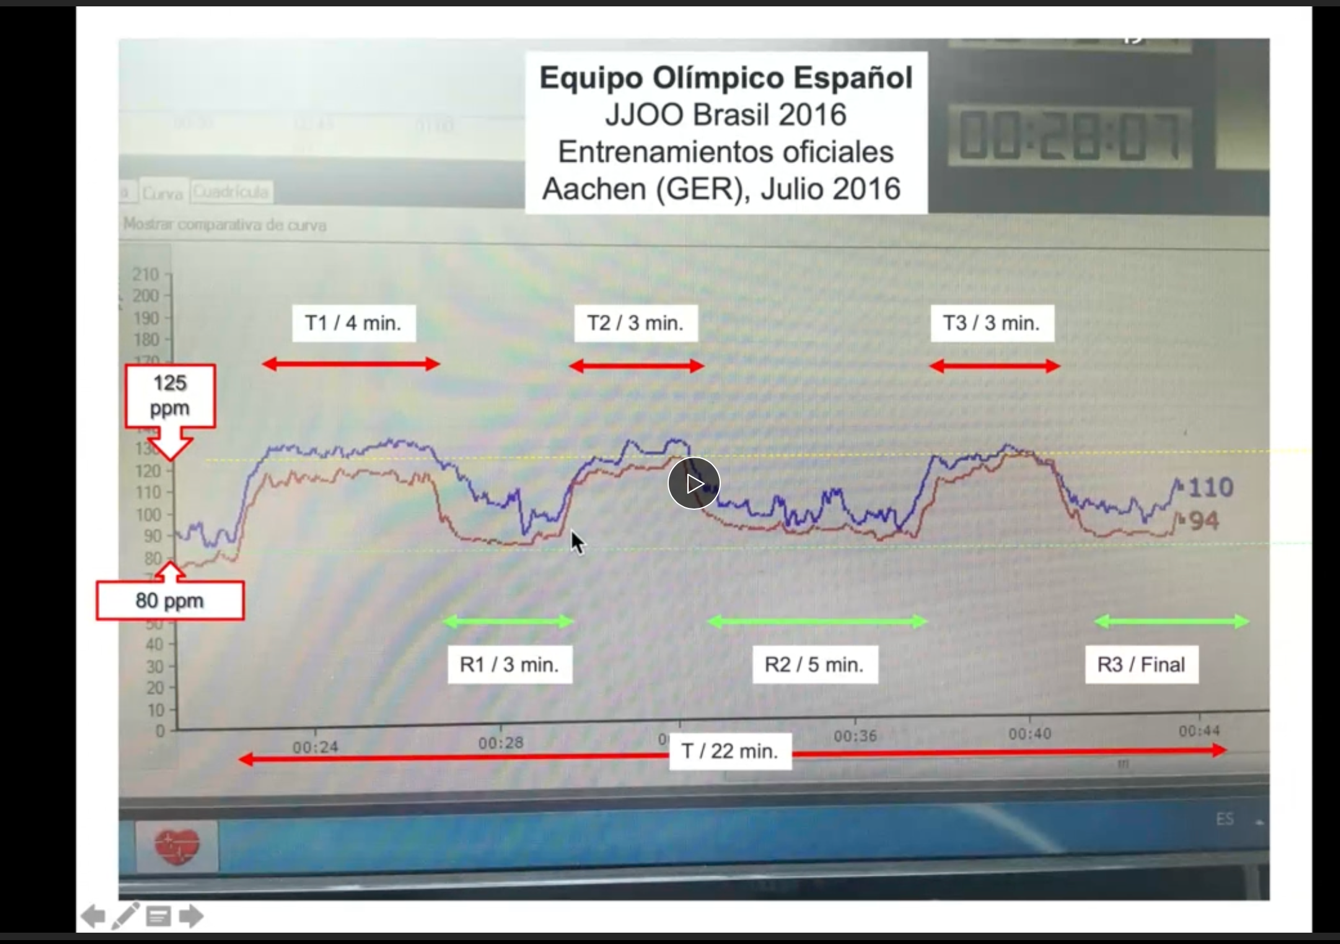 Equipo Olímpico Español
JJOO Brasil 2016
Entrenamientos oficiales
Aachen (GER), Julio 2016
00:28:07
Curva Cuadrícula
Mostrar comparativa de curva
210
200
190
180
170
T1 / 4 min.
T2 / 3 min.
T3 / 3 min.
125
ppm
130
120
110
100
90
80
110
94
80 ppm
50
40
30
20
10
0
R1 / 3 min.
R2 / 5 min.
R3 / Final
00:24
00:28
00:36
00:40
00:44
T / 22 min.
ES